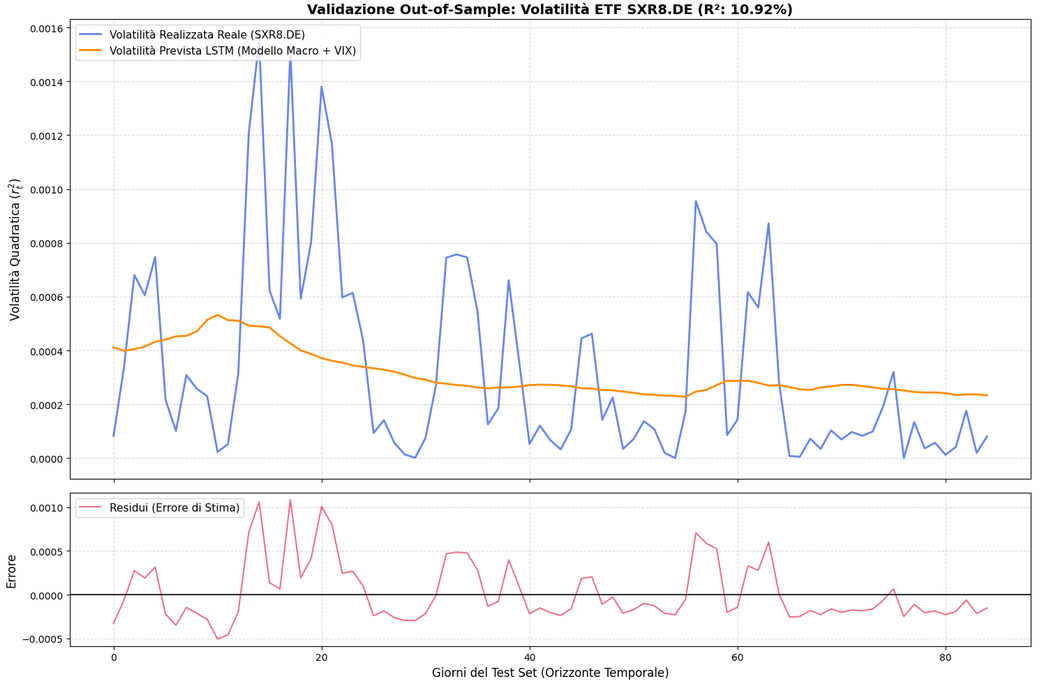 Validazione Out-of-Sample: Volatilità ETF SXR8.DE (R²: 10.92%)
Volatilità Realizzata Reale (SXR8.DE)
Volatilità Prevista LSTM (Modello Macro + VIX)
Volatilità Quadratica (r_t^2)
0.0016
0.0014
0.0012
0.0010
0.0008
0.0006
0.0004
0.0002
0.0000
Residui (Errore di Stima)
Errore
0.0010
0.0005
0.0000
−0.0005
0 20 40 60 80
Giorni del Test Set (Orizzonte Temporale)